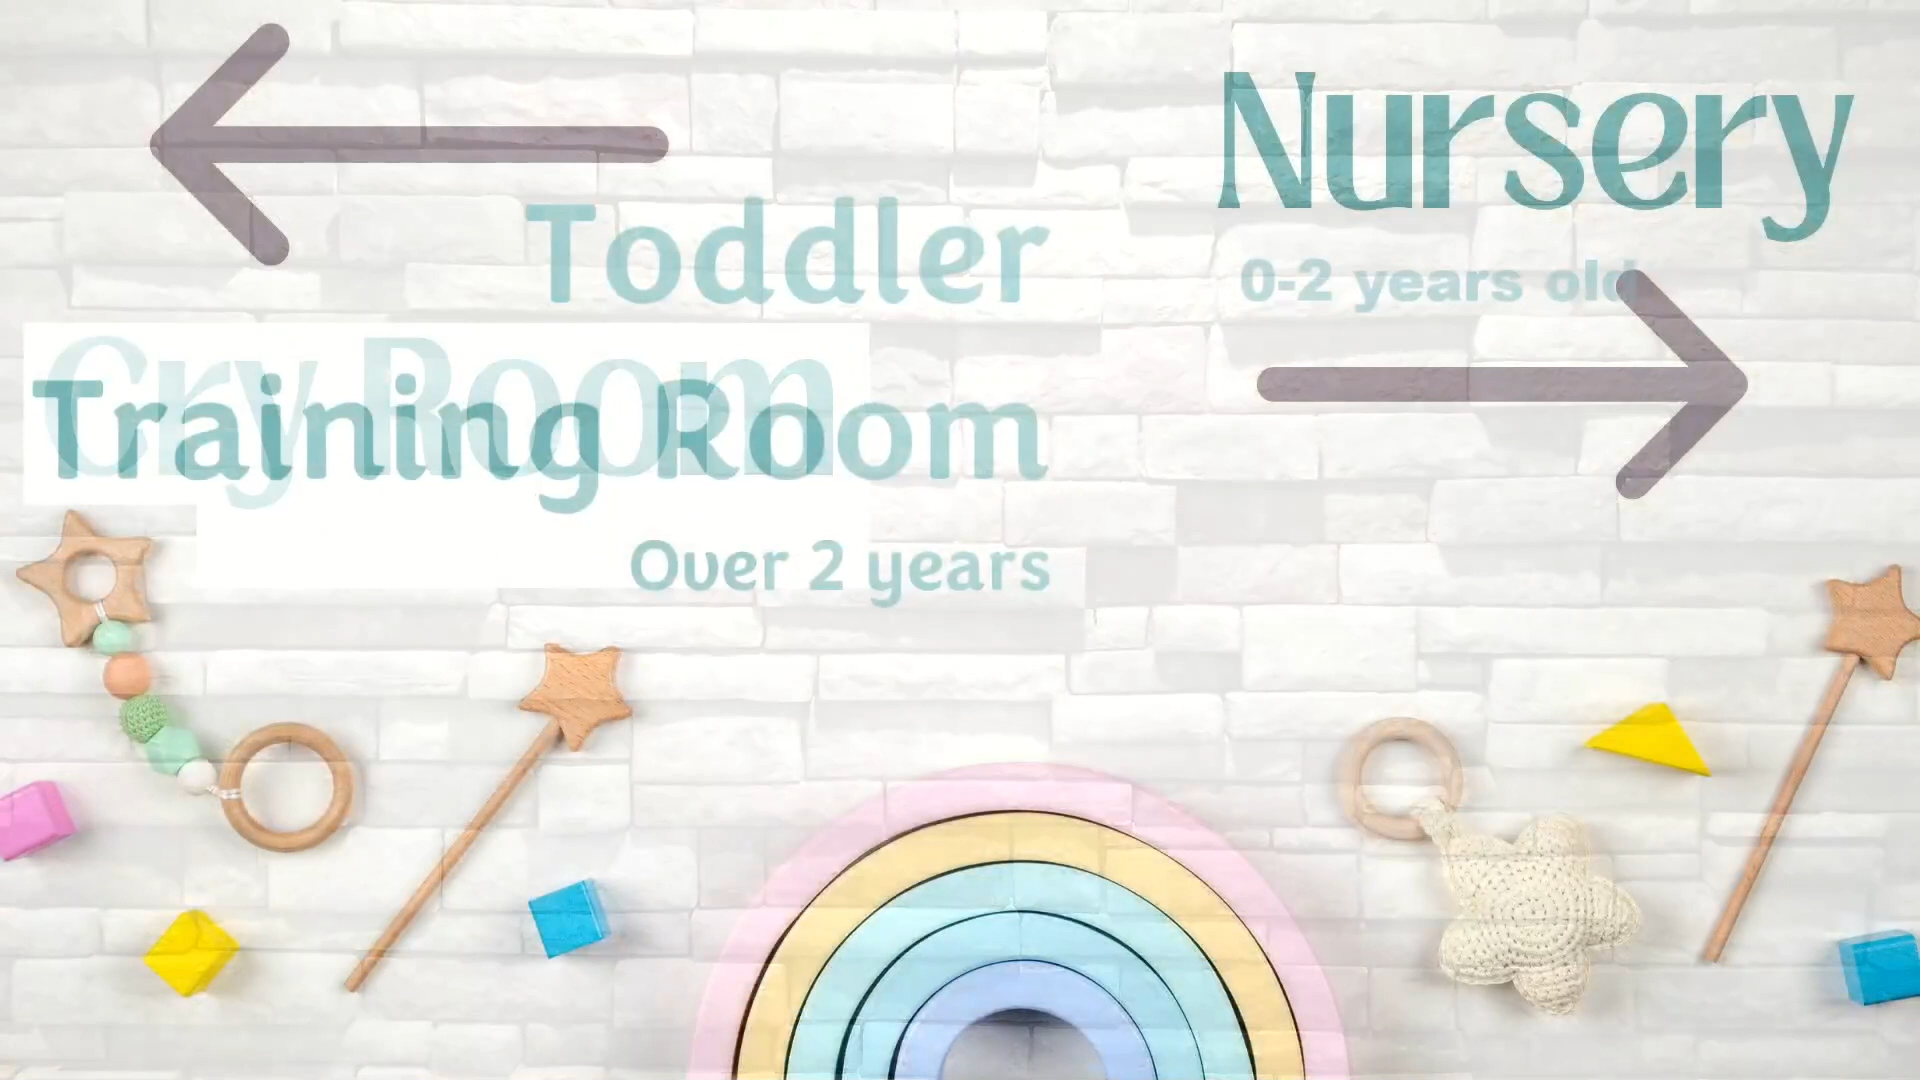 Nursery
0-2 years old
Toddler
Cry Room
Training Room
Over 2 years